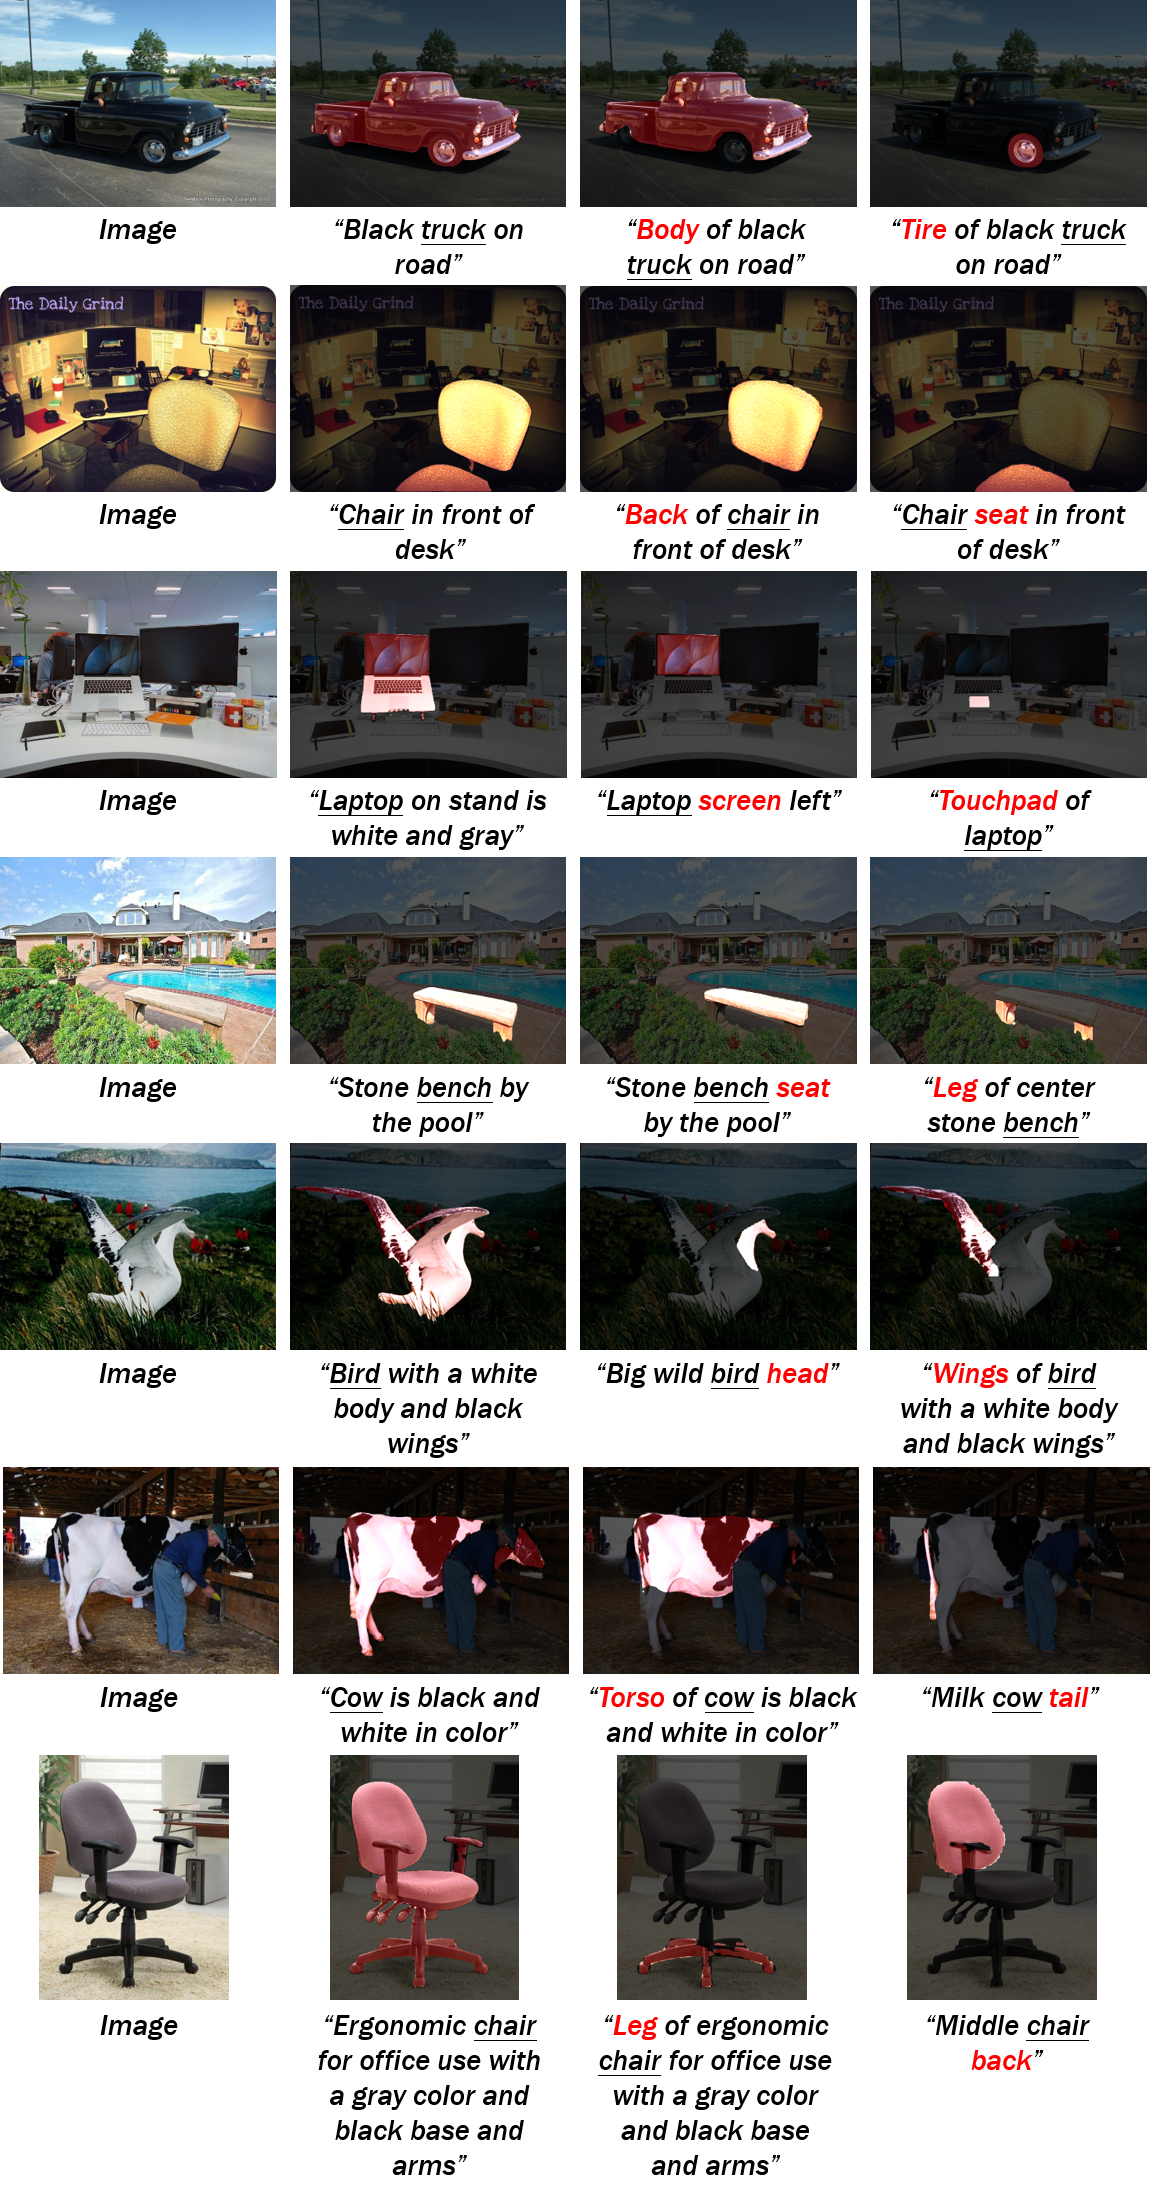 Image
“Black truck on
road”
“Body of black
truck on road”
“Tire of black truck
on road”
The Daily Grind
The Daily Grind
The Daily Grind
The Daily Grind
Image
“Chair in front of
desk”
“Back of chair in
front of desk”
“Chair seat in front
of desk”
Image
“Laptop on stand is
white and gray”
“Laptop screen left”
“Touchpad of
laptop”
Image
“Stone bench by
the pool”
“Stone bench seat
by the pool”
“Leg of center
stone bench”
Image
“Bird with a white
body and black
wings”
“Big wild bird head”
“Wings of bird
with a white body
and black wings”
Image
“Cow is black and
white in color”
“Torso of cow is black
and white in color”
“Milk cow tail”
Image
“Ergonomic chair
for office use with
a gray color and
black base and
arms”
“Leg of ergonomic
chair for office use
with a gray color
and black base
and arms”
“Middle chair
back”